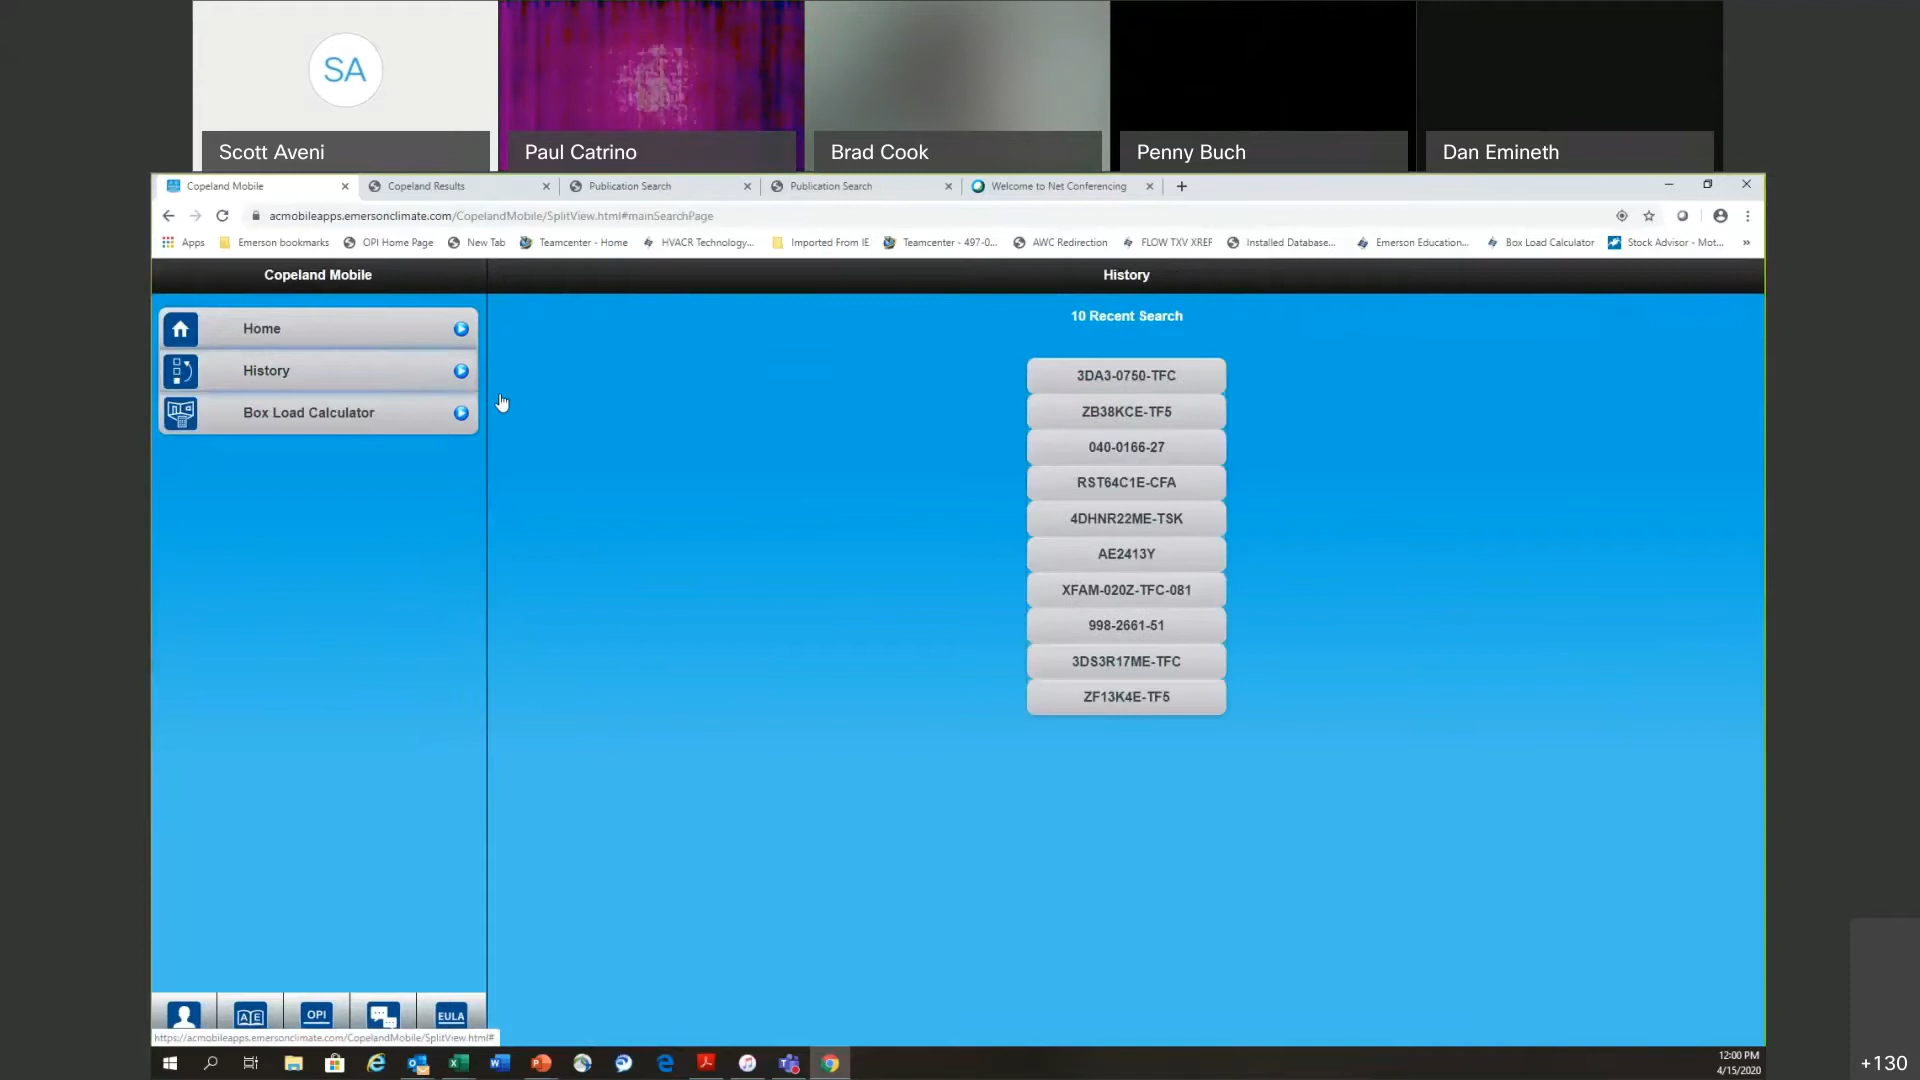 SA
Scott Aveni
Paul Catrino
Brad Cook
Penny Buch
Dan Emineth
Copeland Mobile
Copeland Results
Publication Search
Publication Search
Welcome to Net Conferencing
acmobileapps.emersonclimate.com/CopelandMobile/SplitView.html#mainSearchPage
Apps
Emerson bookmarks
OPI Home Page
New Tab
Teamcenter - Home
HVACR Technology...
Imported From IE
Teamcenter - 497-0...
AWC Redirection
FLOW TXV XREF
Installed Database...
Emerson Education...
Box Load Calculator
Stock Advisor - Mot...
»
Copeland Mobile
History
Home
History
Box Load Calculator
10 Recent Search
3DA3-0750-TFC
ZB38KCE-TF5
040-0166-27
RST64C1E-CFA
4DHNR22ME-TSK
AE2413Y
XFAM-020Z-TFC-081
998-2661-51
3DS3R17ME-TFC
ZF13K4E-TF5
AE
OPI
EULA
https://acmobileapps.emersonclimate.com/CopelandMobile/SplitView.html#
12:00 PM
4/15/2020
+130